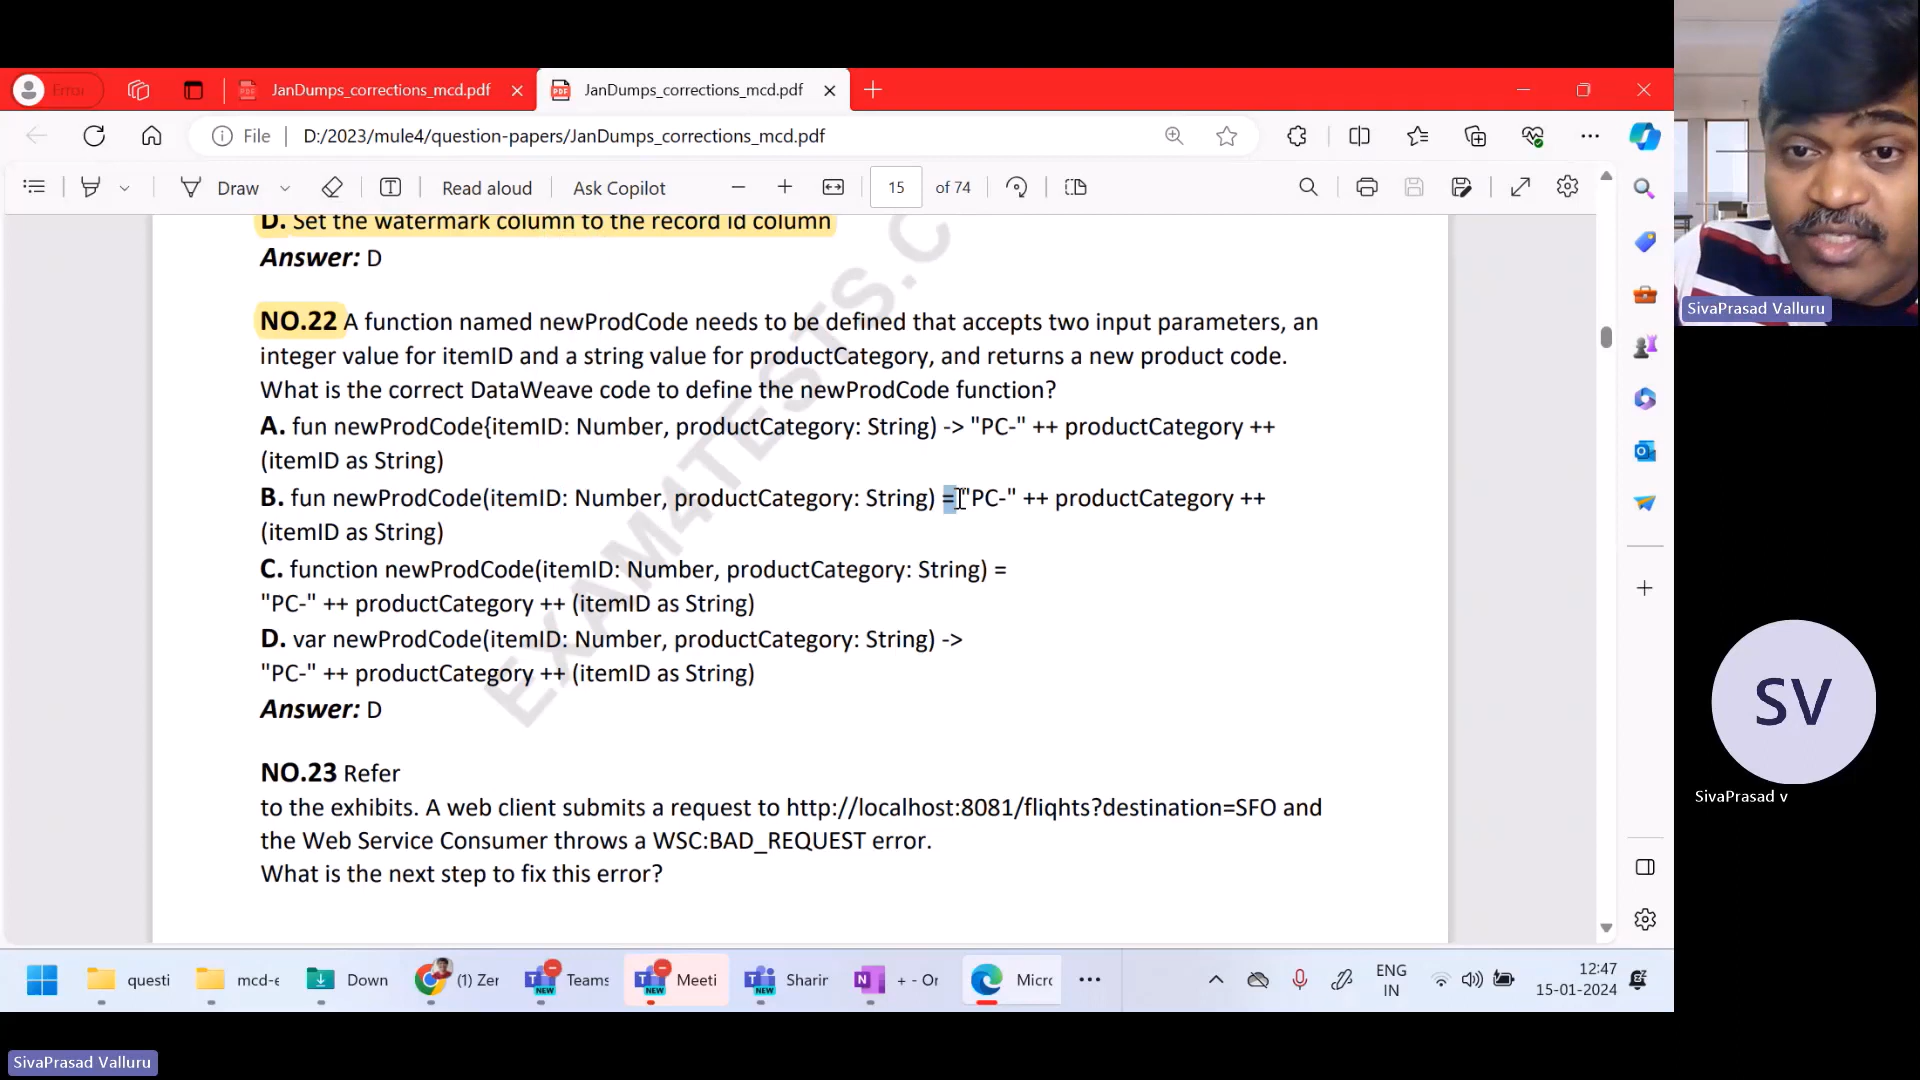 Error
JanDumps_corrections_mcd.pdf
JanDumps_corrections_mcd.pdf
File
D:/2023/mule4/question-papers/JanDumps_corrections_mcd.pdf
Draw
Read aloud
Ask Copilot
15
of 74
D. Set the watermark column to the record id column
Answer: D
NO.22 A function named newProdCode needs to be defined that accepts two input parameters, an
integer value for itemID and a string value for productCategory, and returns a new product code.
What is the correct DataWeave code to define the newProdCode function?
A. fun newProdCode{itemID: Number, productCategory: String) -> "PC-" ++ productCategory ++
(itemID as String)
B. fun newProdCode(itemID: Number, productCategory: String) = "PC-" ++ productCategory ++
(itemID as String)
C. function newProdCode(itemID: Number, productCategory: String) =
"PC-" ++ productCategory ++ (itemID as String)
D. var newProdCode(itemID: Number, productCategory: String) ->
"PC-" ++ productCategory ++ (itemID as String)
Answer: D
NO.23 Refer
to the exhibits. A web client submits a request to http://localhost:8081/fliqhts?destination=SFO and
the Web Service Consumer throws a WSC:BAD_REQUEST error.
What is the next step to fix this error?
EXAM4TESTS.C
SivaPrasad Valluru
SV
SivaPrasad v
questi
mcd-e
Down
(1) Zer
NEW
Teams
NEW
Meeti
NEW
Sharin
+ - Or
Micro
ENG
IN
12:47
15-01-2024
SivaPrasad Valluru